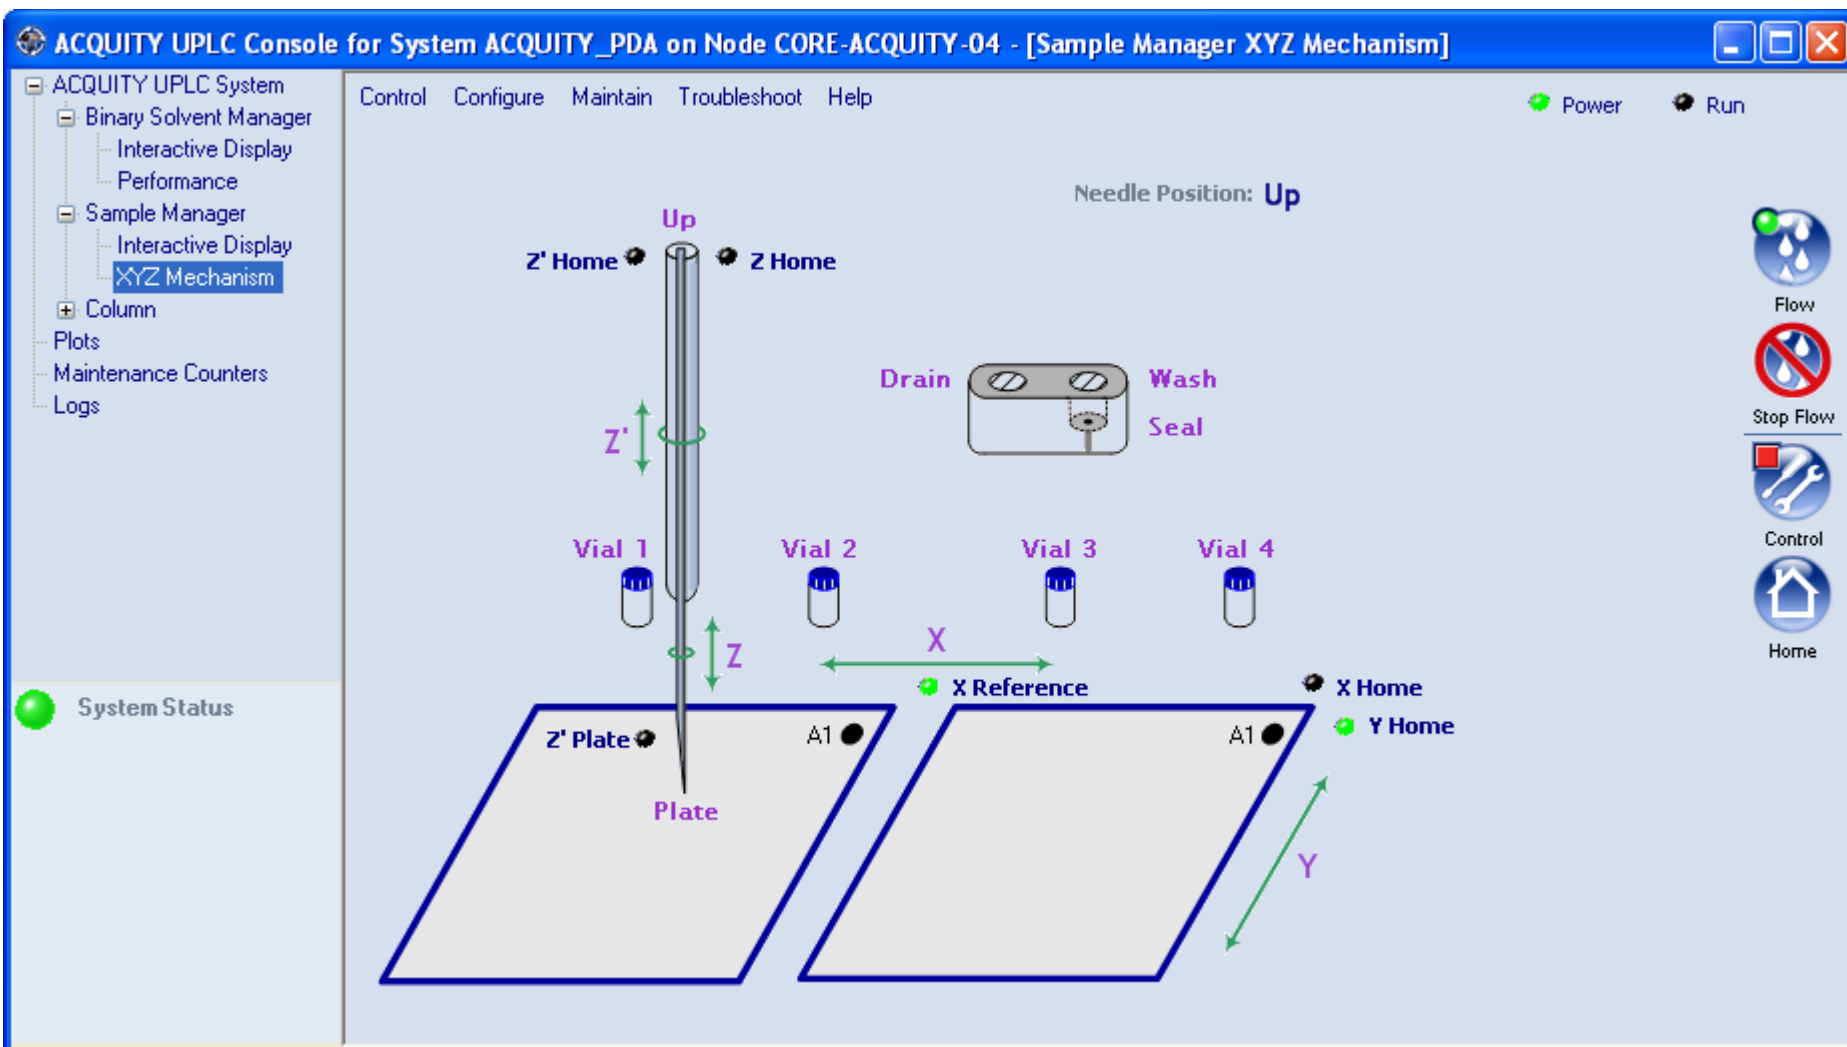 ACQUITY UPLC Console for System ACQUITY_PDA on Node CORE-ACQUITY-04 - [Sample Manager XYZ Mechanism]
ACQUITY UPLC System
Binary Solvent Manager
Interactive Display
Performance
Sample Manager
Interactive Display
XYZ Mechanism
Column
Plots
Maintenance Counters
Logs
System Status
Control Configure Maintain Troubleshoot Help
Power Run
Needle Position: Up
Up
Z' Home Z Home
Drain Wash
Seal
Z'
Vial 1 Vial 2 Vial 3 Vial 4
Z
X
X Reference X Home
Y Home
Z' Plate A1 A1
Plate
Y
Flow
Stop Flow
Control
Home